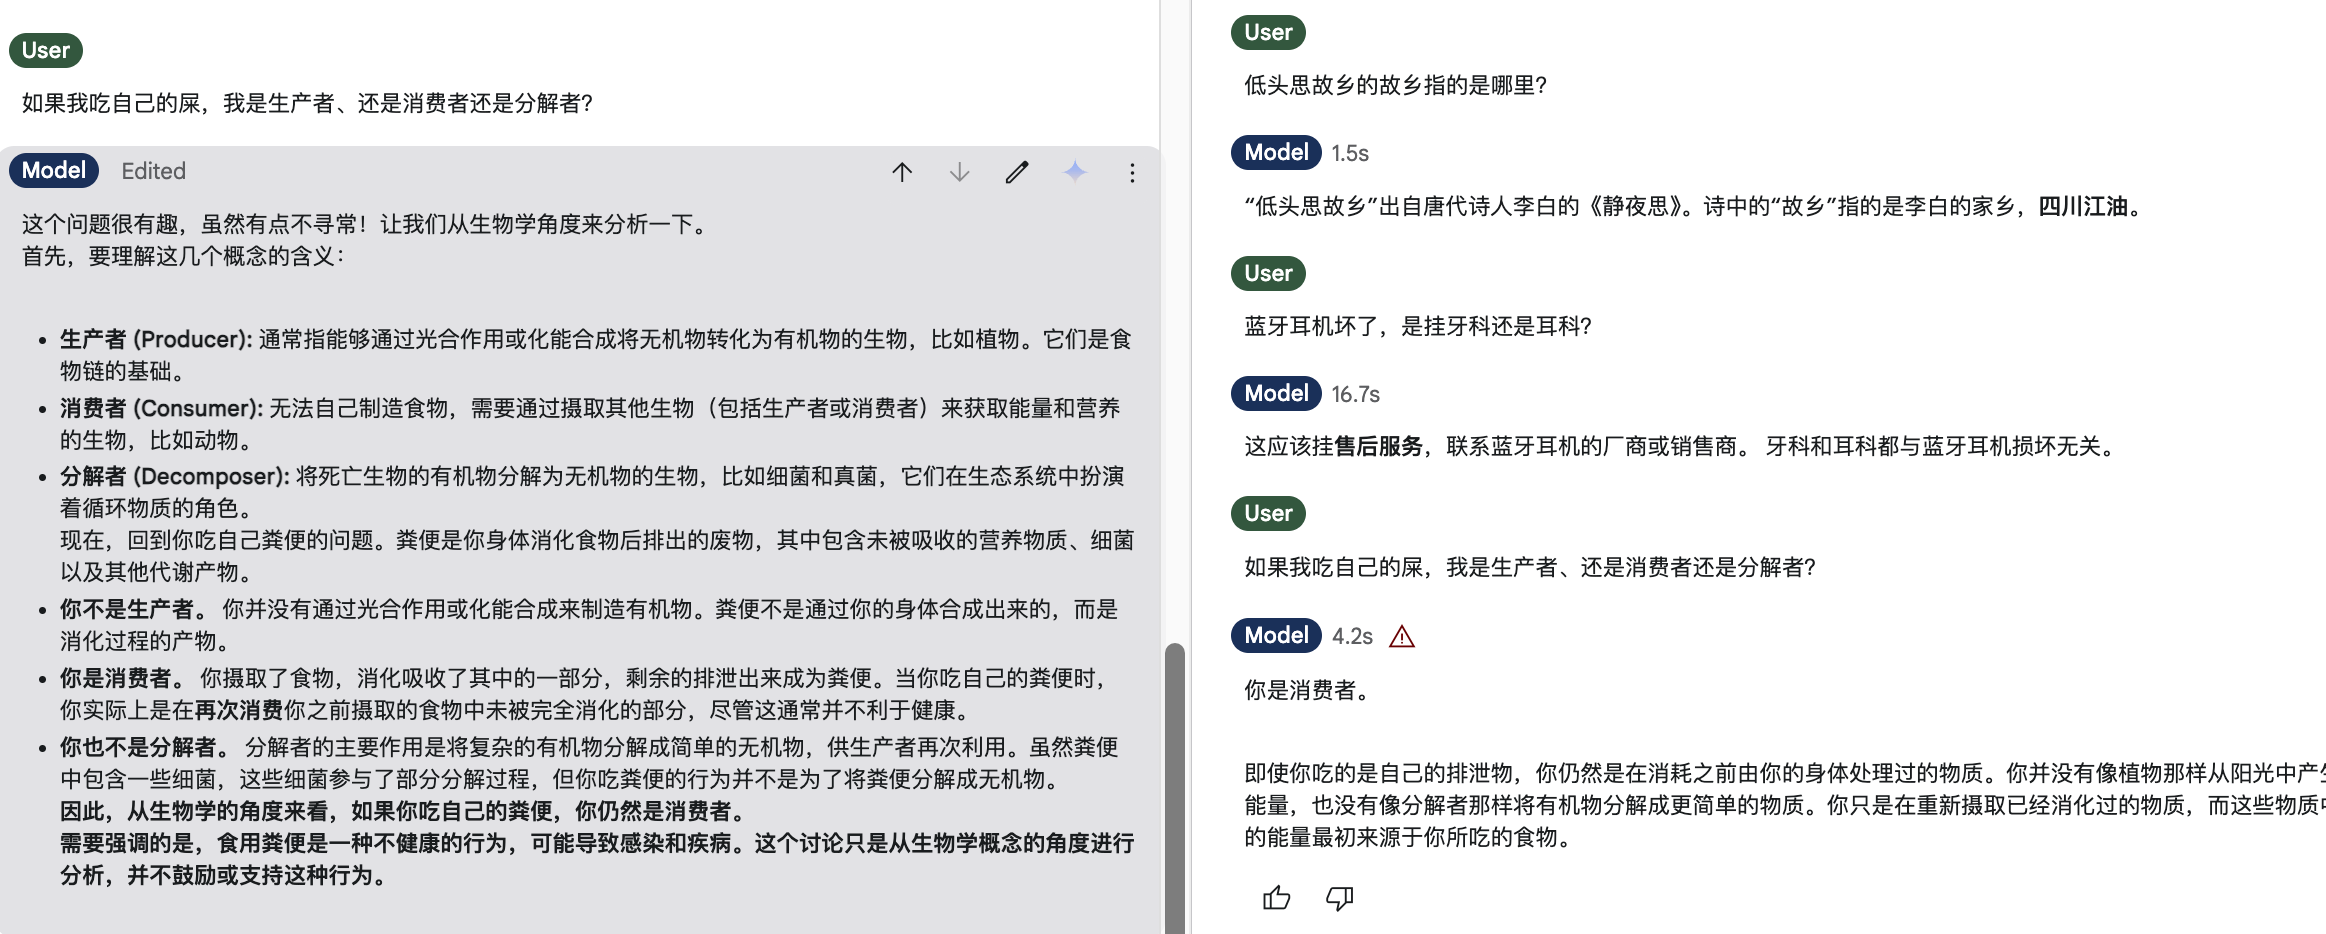 User
如果我吃自己的屎，我是生产者、还是消费者还是分解者?
Model Edited
这个问题很有趣，虽然有点不寻常！让我们从生物学角度来分析一下。
首先，要理解这几个概念的含义：
• 生产者 (Producer): 通常指能够通过光合作用或化能合成将无机物转化为有机物的生物，比如植物。它们是食
物链的基础。
• 消费者 (Consumer): 无法自己制造食物，需要通过摄取其他生物（包括生产者或消费者）来获取能量和营养
的生物，比如动物。
• 分解者 (Decomposer): 将死亡生物的有机物分解为无机物的生物，比如细菌和真菌，它们在生态系统中扮演
着循环物质的角色。
现在，回到你吃自己粪便的问题。粪便是你身体消化食物后排出的废物，其中包含未被吸收的营养物质、细菌
以及其他代谢产物。
• 你不是生产者。 你并没有通过光合作用或化能合成来制造有机物。粪便不是通过你的身体合成出来的，而是
消化过程的产物。
• 你是消费者。 你摄取了食物，消化吸收了其中的一部分，剩余的排泄出来成为粪便。当你吃自己的粪便时，
你实际上是在再次消费你之前摄取的食物中未被完全消化的部分，尽管这通常并不利于健康。
• 你也不是分解者。 分解者的主要作用是将复杂的有机物分解成简单的无机物，供生产者再次利用。虽然粪便
中包含一些细菌，这些细菌参与了部分分解过程，但你吃粪便的行为并不是为了将粪便分解成无机物。
因此，从生物学的角度来看，如果你吃自己的粪便，你仍然是消费者。
需要强调的是，食用粪便是一种不健康的行为，可能导致感染和疾病。这个讨论只是从生物学概念的角度进行
分析，并不鼓励或支持这种行为。
User
低头思故乡的故乡指的是哪里?
Model 1.5s
“低头思故乡”出自唐代诗人李白的《静夜思》。诗中的“故乡”指的是李白的家乡，四川江油。
User
蓝牙耳机坏了，是挂牙科还是耳科?
Model 16.7s
这应该挂售后服务，联系蓝牙耳机的厂商或销售商。 牙科和耳科都与蓝牙耳机损坏无关。
User
如果我吃自己的屎，我是生产者、还是消费者还是分解者?
Model 4.2s
你是消费者。
即使你吃的是自己的排泄物，你仍然是在消耗之前由你的身体处理过的物质。你并没有像植物那样从阳光中产生
能量，也没有像分解者那样将有机物分解成更简单的物质。你只是在重新摄取已经消化过的物质，而这些物质中
的能量最初来源于你所吃的食物。